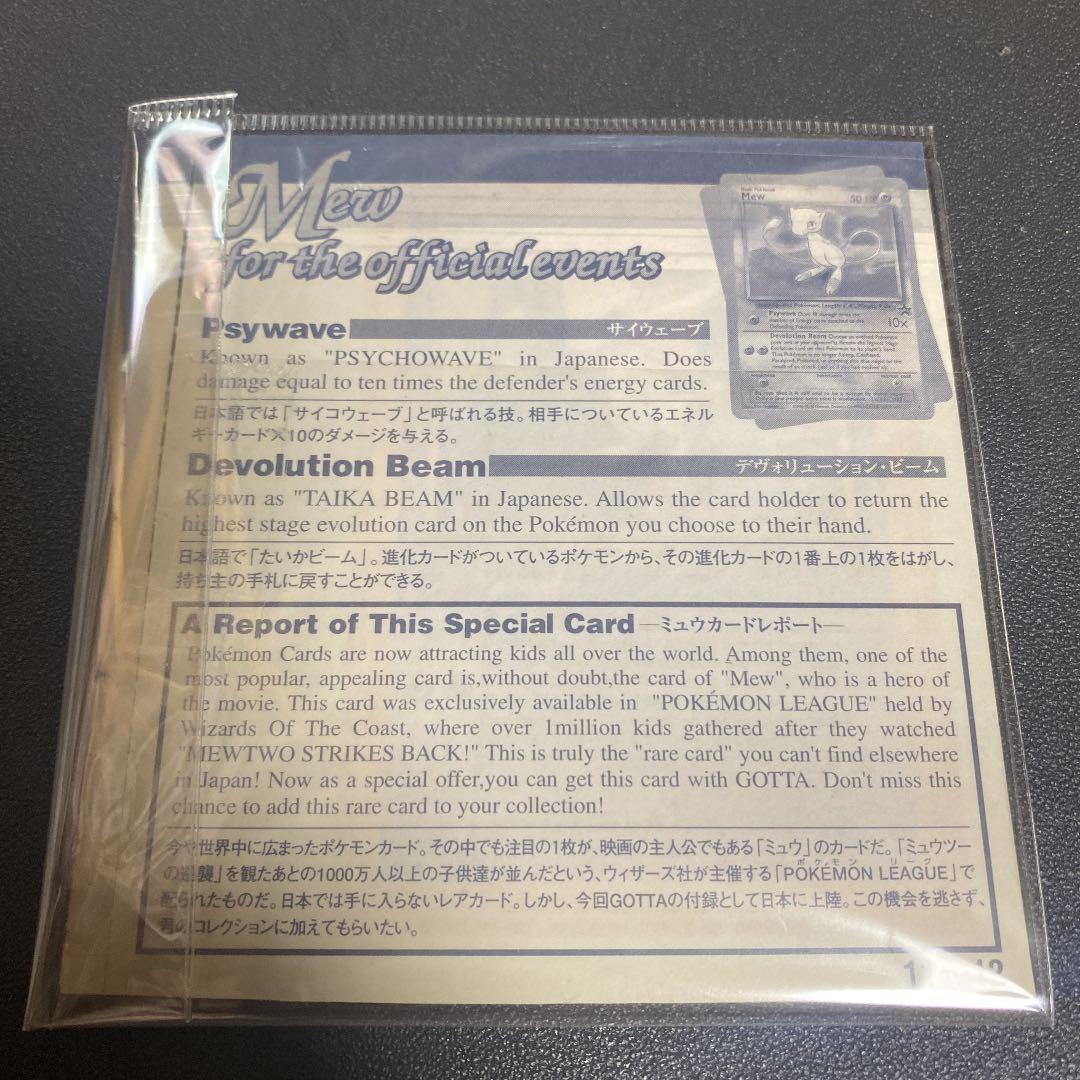 Mew
for the official events
Basic Pokémon
Mew
50 HP
10x
Psywave
サイウェーブ
Known as "PSYCHOWAVE" in Japanese. Does
damage equal to ten times the defender's energy cards.
日本語では「サイコウェーブ」と呼ばれる技。相手についているエネル
ギーカード×10のダメージを与える。
Devolution Beam
デヴォリューション・ビーム
Known as "TAIKA BEAM" in Japanese. Allows the card holder to return the
highest stage evolution card on the Pokémon you choose to their hand.
日本語で「たいかビーム」。進化カードがついているポケモンから、その進化カードの1番上の1枚をはがし、
持ち主の手札に戻すことができる。
A Report of This Special Card —ミュウカードレポート—
Pokémon Cards are now attracting kids all over the world. Among them, one of the
most popular, appealing card is,without doubt,the card of "Mew", who is a hero of
the movie. This card was exclusively available in "POKÉMON LEAGUE" held by
Wizards Of The Coast, where over 1million kids gathered after they watched
"MEWTWO STRIKES BACK!" This is truly the "rare card" you can't find elsewhere
in Japan! Now as a special offer,you can get this card with GOTTA. Don't miss this
chance to add this rare card to your collection!
今や世界中に広まったポケモンカード。その中でも注目の1枚が、映画の主人公でもある「ミュウ」のカードだ。「ミュウツー
の逆襲」を観たあとの1000万人以上の子供達が並んだという、ウィザーズ社が主催する「POKÉMON LEAGUE」で
ポケモン リーグ
配られたものだ。日本では手に入らないレアカード。しかし、今回GOTTAの付録として日本に上陸。この機会を逃さず、
君のコレクションに加えてもらいたい。